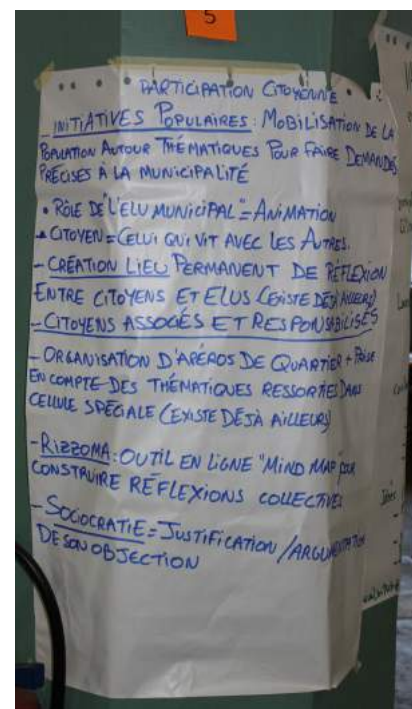 5
PARTICIPATION CITOYENNE
- INITIATIVES POPULAIRES : MOBILISATION DE LA
POPULATION AUTOUR THÉMATIQUES POUR FAIRE DEMANDES
PRÉCISES À LA MUNICIPALITÉ
• RÔLE DE "L'ELU MUNICIPAL" = ANIMATION
• CITOYEN = CELUI QUI VIT AVEC LES AUTRES.
- CRÉATION LIEU PERMANENT DE RÉFLEXION
ENTRE CITOYENS ET ELUS (EXISTE DÉJÀ AILLEURS)
- CITOYENS ASSOCIÉS ET RESPONSABILISÉS
- ORGANISATION D'APÉROS DE QUARTIER + PRISE
EN COMPTE DES THÉMATIQUES RESSORTIES DANS
CELLULE SPÉCIALE (EXISTE DÉJÀ AILLEURS)
- RIZZOMA : OUTIL EN LIGNE "MIND MAP" POUR
CONSTRUIRE RÉFLEXIONS COLLECTIVES
- SOCIOCRATIE = JUSTIFICATION / ARGUMENTATION
DE SON OBJECTION